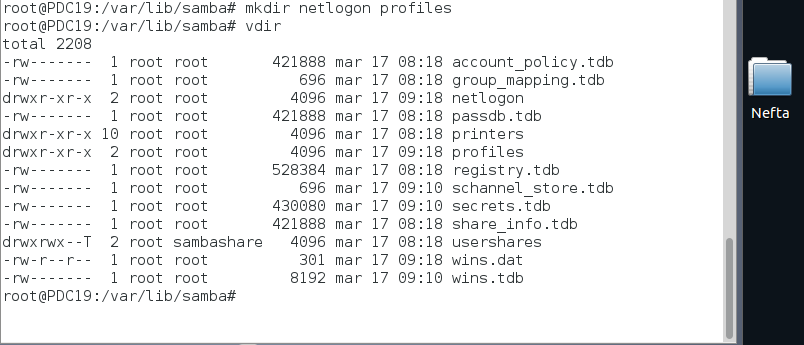 root@PDC19:/var/lib/samba# mkdir netlogon profiles
root@PDC19:/var/lib/samba# vdir
total 2208
-rw------- 1 root root 421888 mar 17 08:18 account_policy.tdb
-rw------- 1 root root 696 mar 17 08:18 group_mapping.tdb
drwxr-xr-x 2 root root 4096 mar 17 09:18 netlogon
-rw------- 1 root root 421888 mar 17 08:18 passdb.tdb
drwxr-xr-x 10 root root 4096 mar 17 08:18 printers
drwxr-xr-x 2 root root 4096 mar 17 09:18 profiles
-rw------- 1 root root 528384 mar 17 08:18 registry.tdb
-rw------- 1 root root 696 mar 17 09:10 schannel_store.tdb
-rw------- 1 root root 430080 mar 17 09:10 secrets.tdb
-rw------- 1 root root 421888 mar 17 08:18 share_info.tdb
drwxrwx--T 2 root sambashare 4096 mar 17 08:18 usershares
-rw-r--r-- 1 root root 301 mar 17 09:18 wins.dat
-rw------- 1 root root 8192 mar 17 09:10 wins.tdb
root@PDC19:/var/lib/samba#
Nefta